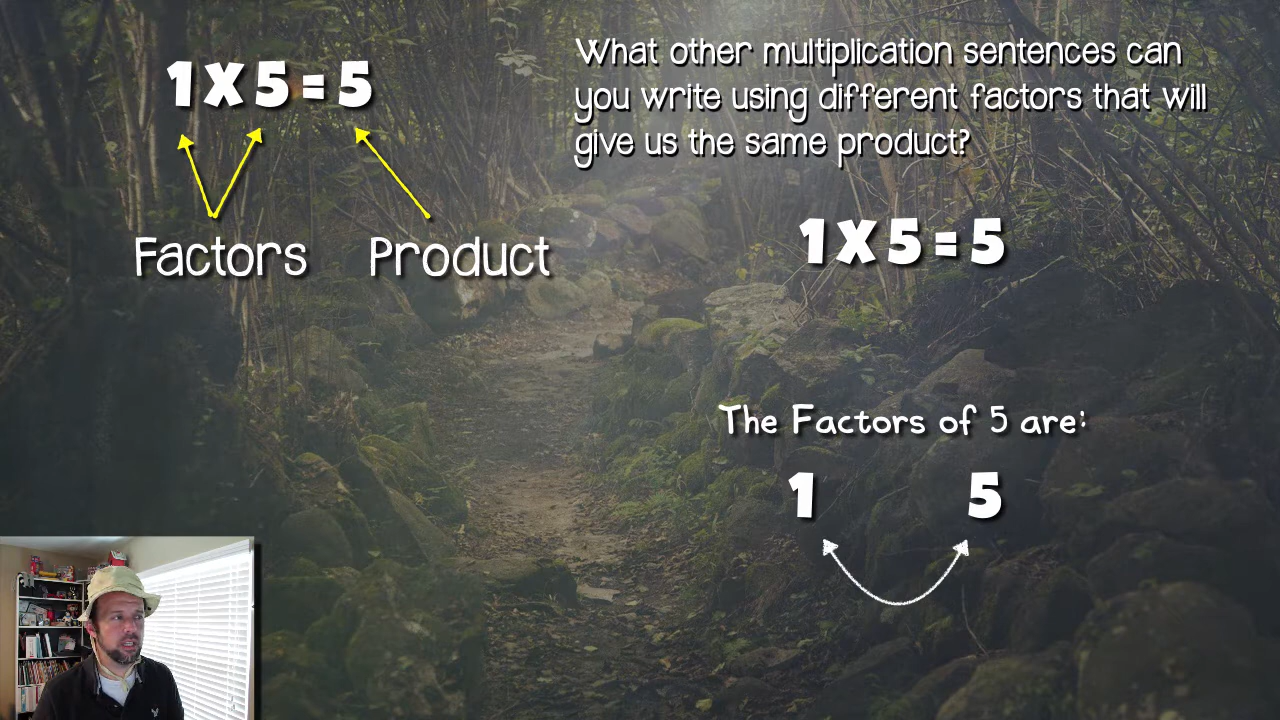 1 X 5 = 5
Factors
Product
What other multiplication sentences can
you write using different factors that will
give us the same product?
1 X 5 = 5
The Factors of 5 are:
1 5